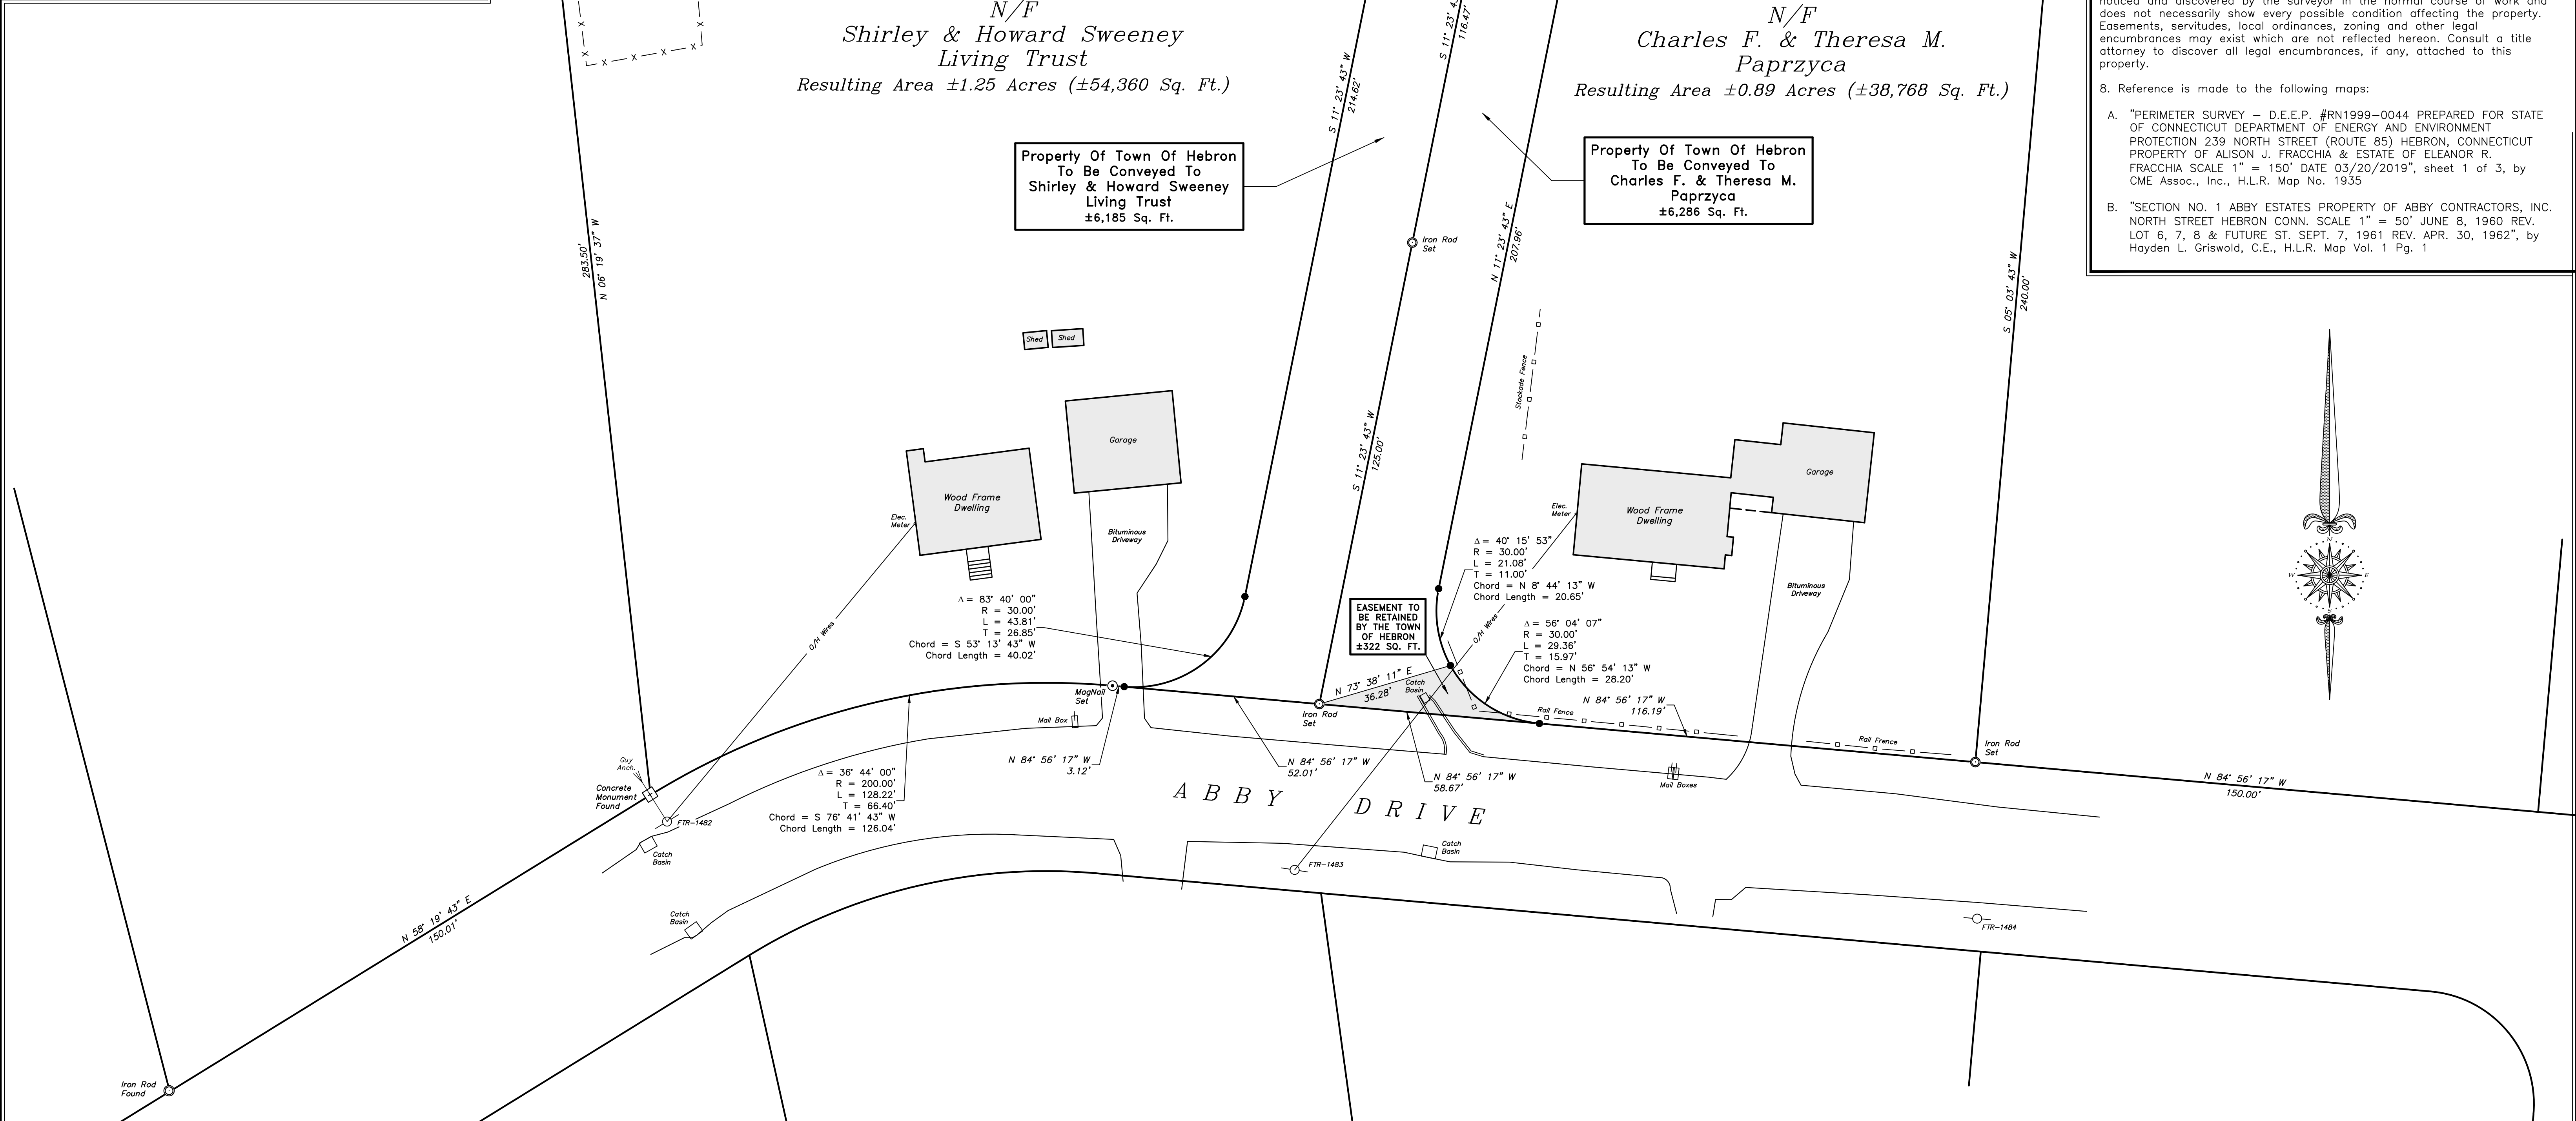 N/F
Shirley & Howard Sweeney
Living Trust
Resulting Area ±1.25 Acres (±54,360 Sq. Ft.)
N/F
Charles F. & Theresa M.
Paprzyca
Resulting Area ±0.89 Acres (±38,768 Sq. Ft.)
noticed and discovered by the surveyor in the normal course of work and
does not necessarily show every possible condition affecting the property.
Easements, servitudes, local ordinances, zoning and other legal
encumbrances may exist which are not reflected hereon. Consult a title
attorney to discover all legal encumbrances, if any, attached to this
property.
8. Reference is made to the following maps:
A. "PERIMETER SURVEY - D.E.E.P. #RN1999-0044 PREPARED FOR STATE
OF CONNECTICUT DEPARTMENT OF ENERGY AND ENVIRONMENT
PROTECTION 239 NORTH STREET (ROUTE 85) HEBRON, CONNECTICUT
PROPERTY OF ALISON J. FRACCHIA & ESTATE OF ELEANOR R.
FRACCHIA SCALE 1" = 150' DATE 03/20/2019", sheet 1 of 3, by
CME Assoc., Inc., H.L.R. Map No. 1935
B. "SECTION NO. 1 ABBY ESTATES PROPERTY OF ABBY CONTRACTORS, INC.
NORTH STREET HEBRON CONN. SCALE 1" = 50' JUNE 8, 1960 REV.
LOT 6, 7, 8 & FUTURE ST. SEPT. 7, 1961 REV. APR. 30, 1962", by
Hayden L. Griswold, C.E., H.L.R. Map Vol. 1 Pg. 1
Property Of Town Of Hebron
To Be Conveyed To
Shirley & Howard Sweeney
Living Trust
±6,185 Sq. Ft.
Property Of Town Of Hebron
To Be Conveyed To
Charles F. & Theresa M.
Paprzyca
±6,286 Sq. Ft.
S 11° 23' 43" W
214.62'
S 11° 23' 4
116.47'
283.50'
N 06° 19' 37" W
Iron Rod
Set
N 11° 23' 43" E
207.96'
S 05° 03' 43" W
240.00'
Shed
Shed
Stockade Fence
Garage
S 11° 23' 43" W
125.00'
Garage
Wood Frame
Dwelling
Elec.
Meter
Bituminous
Driveway
Elec.
Meter
Wood Frame
Dwelling
Bituminous
Driveway
Δ = 40° 15' 53"
R = 30.00'
L = 21.08'
T = 11.00'
Chord = N 8° 44' 13" W
Chord Length = 20.65'
Δ = 83° 40' 00"
R = 30.00'
L = 43.81'
T = 26.85'
Chord = S 53° 13' 43" W
Chord Length = 40.02'
EASEMENT TO
BE RETAINED
BY THE TOWN
OF HEBRON
±322 SQ. FT.
O/H Wires
O/H Wires
Δ = 56° 04' 07"
R = 30.00'
L = 29.36'
T = 15.97'
Chord = N 56° 54' 13" W
Chord Length = 28.20'
N 73° 38' 11" E
36.28'
Catch
Basin
MagNail
Set
Mail Box
Iron Rod
Set
Rail Fence
N 84° 56' 17" W
116.19'
Rail Frence
Iron Rod
Set
N 84° 56' 17" W
3.12'
N 84° 56' 17" W
52.01'
N 84° 56' 17" W
58.67'
Mail Boxes
N 84° 56' 17" W
150.00'
Guy
Anch.
Concrete
Monument
Found
FTR-1482
Δ = 36° 44' 00"
R = 200.00'
L = 128.22'
T = 66.40'
Chord = S 76° 41' 43" W
Chord Length = 126.04'
ABBY DRIVE
Catch
Basin
Catch
Basin
FTR-1483
Catch
Basin
FTR-1484
N 58° 19' 43" E
150.01'
Iron Rod
Found
N
W
E
S